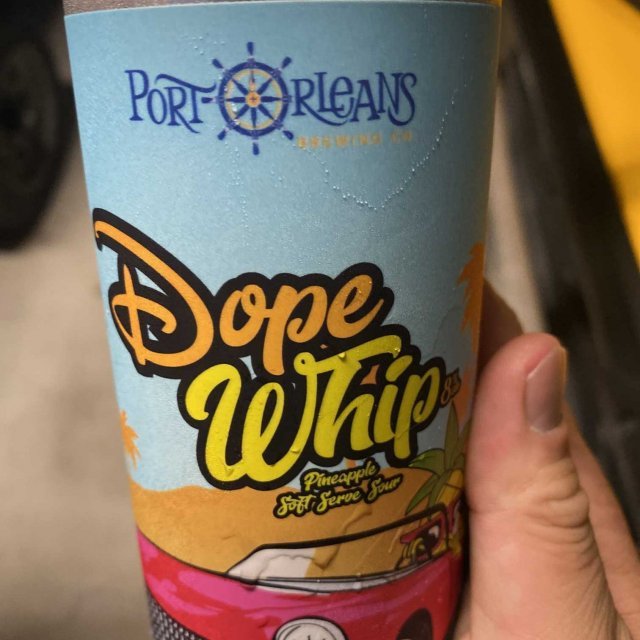 PORT ORLEANS
BREWING CO
Dope
Whip
Pineapple
Soft Serve Sour